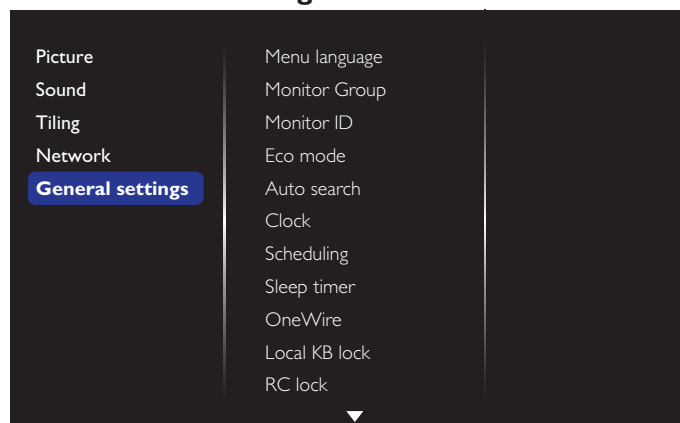 Picture
Sound
Tiling
Network
General settings
Menu language
Monitor Group
Monitor ID
Eco mode
Auto search
Clock
Scheduling
Sleep timer
OneWire
Local KB lock
RC lock